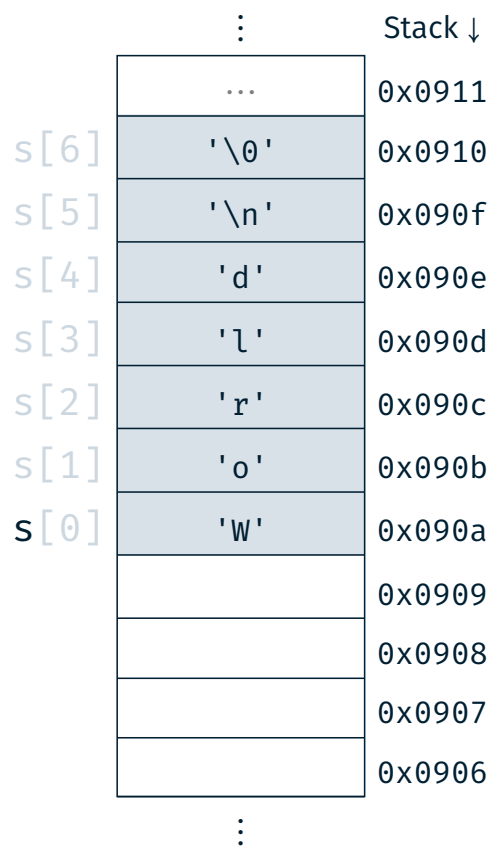 ⋮ Stack ↓
... 0x0911
s[6] '\0' 0x0910
s[5] '\n' 0x090f
s[4] 'd' 0x090e
s[3] 'l' 0x090d
s[2] 'r' 0x090c
s[1] 'o' 0x090b
s[0] 'W' 0x090a
0x0909
0x0908
0x0907
0x0906
⋮